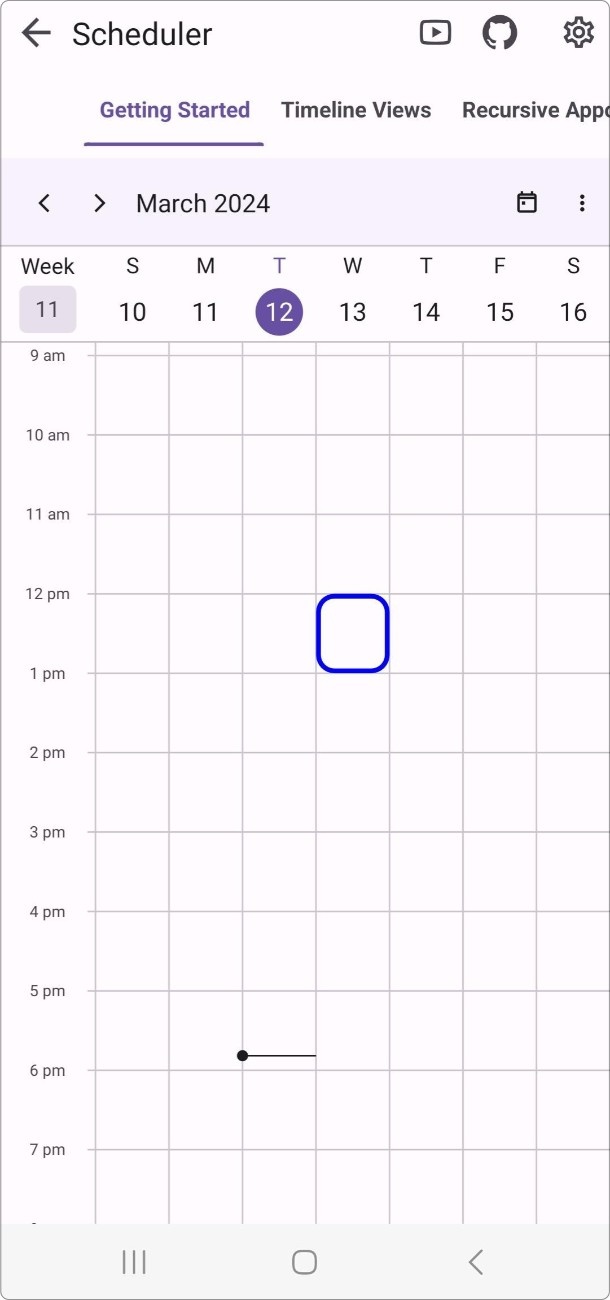 Scheduler
Getting Started Timeline Views Recursive Appo
March 2024
Week S M T W T F S
11 10 11 12 13 14 15 16
9 am
10 am
11 am
12 pm
1 pm
2 pm
3 pm
4 pm
5 pm
6 pm
7 pm